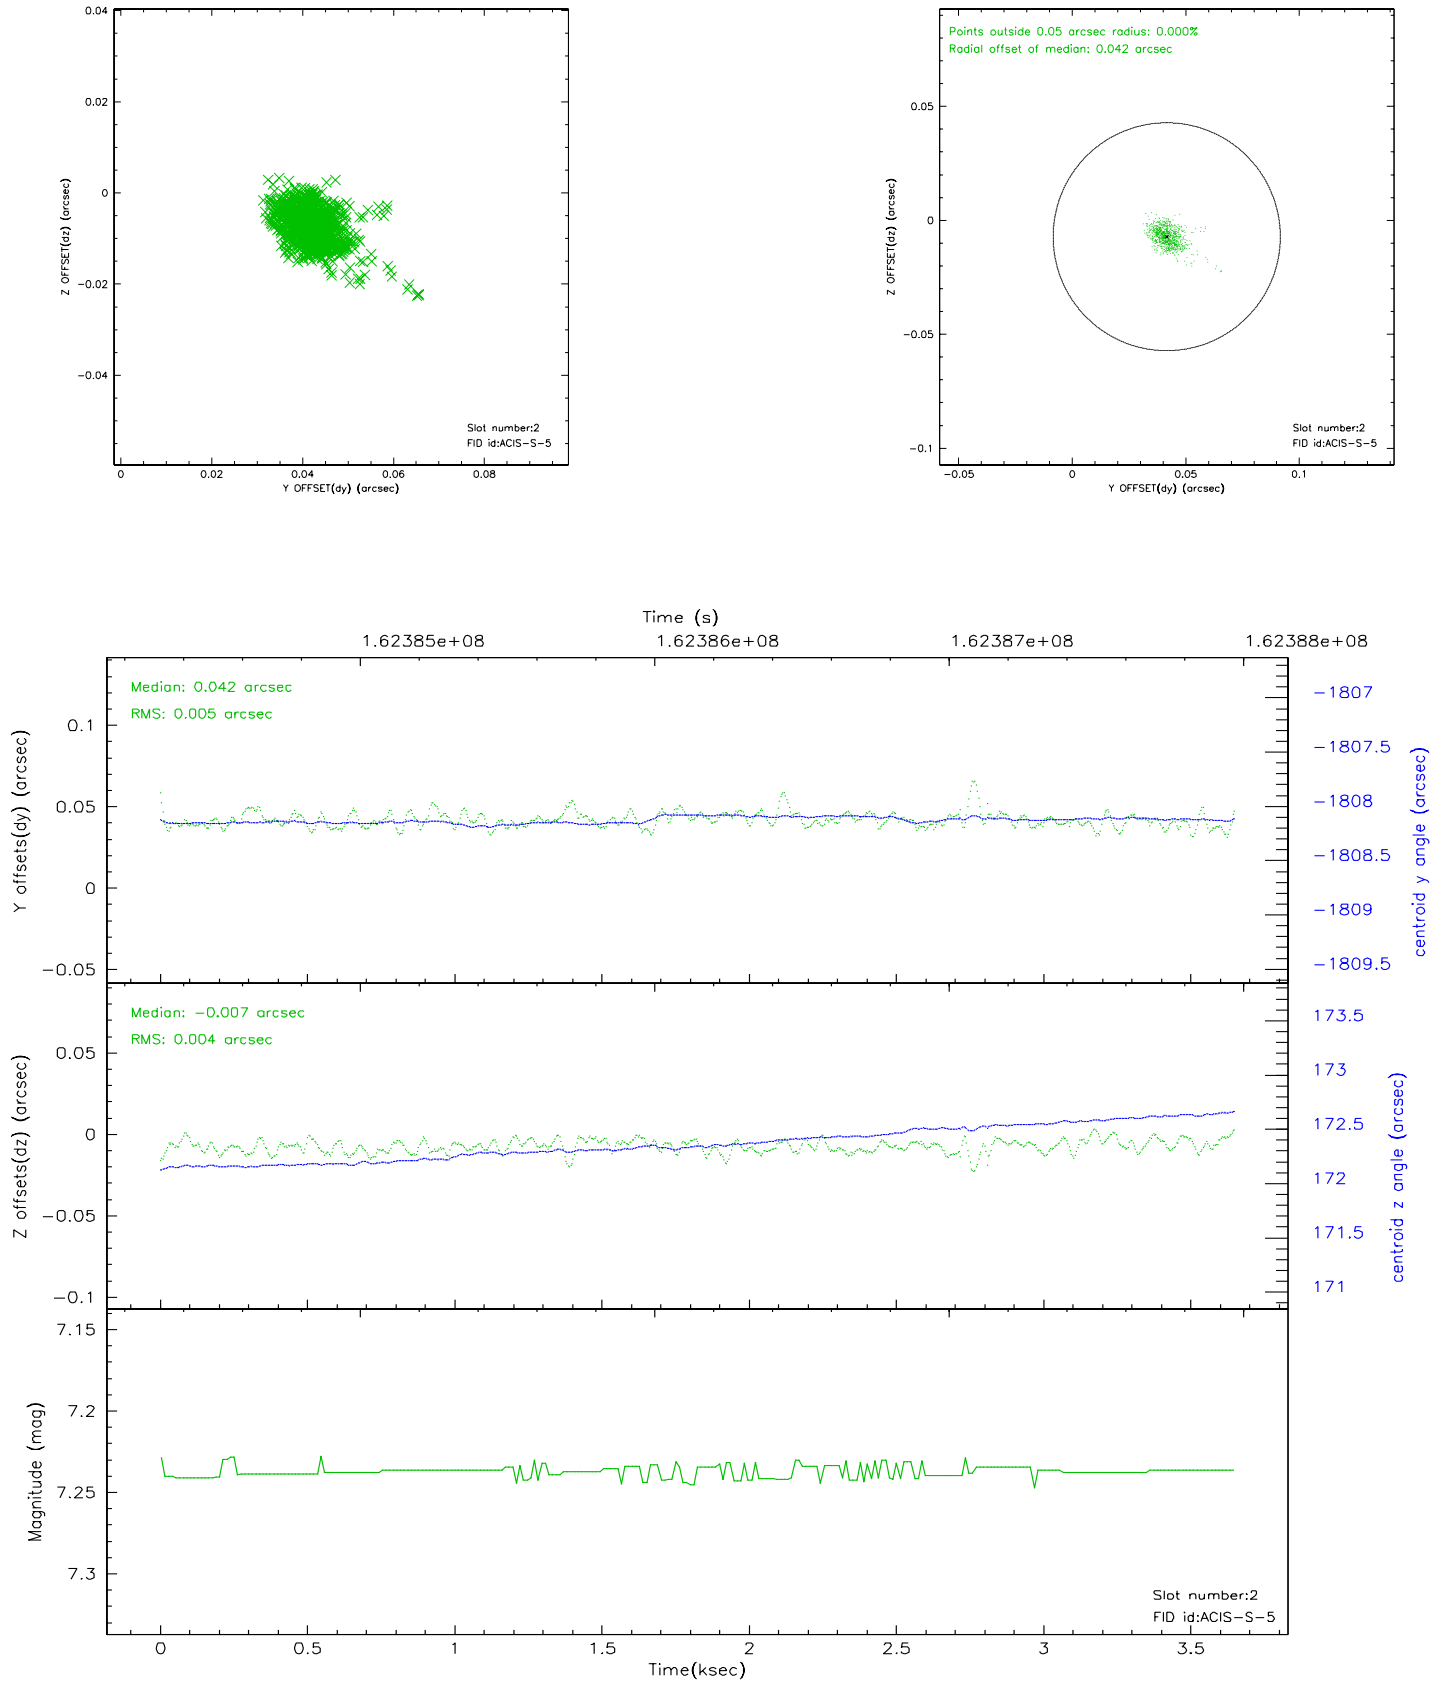 0.04
0.02
0
−0.02
−0.04
Z OFFSET(dz) (arcsec)
Slot number:2
FID id:ACIS−S−5
0 0.02 0.04 0.06 0.08
Y OFFSET(dy) (arcsec)
Points outside 0.05 arcsec radius: 0.000%
Radial offset of median: 0.042 arcsec
0.05
0
−0.05
−0.1
Z OFFSET(dz) (arcsec)
Slot number:2
FID id:ACIS−S−5
−0.05 0 0.05 0.1
Y OFFSET(dy) (arcsec)
Time (s)
1.62385e+08 1.62386e+08 1.62387e+08 1.62388e+08
Median: 0.042 arcsec
RMS: 0.005 arcsec
0.1
0.05
0
−0.05
Y offsets(dy) (arcsec)
−1807
−1807.5
−1808
−1808.5
−1809
−1809.5
centroid y angle (arcsec)
Median: −0.007 arcsec
RMS: 0.004 arcsec
0.05
0
−0.05
−0.1
Z offsets(dz) (arcsec)
173.5
173
172.5
172
171.5
171
centroid z angle (arcsec)
7.15
7.2
7.25
7.3
Magnitude (mag)
Slot number:2
FID id:ACIS−S−5
0 0.5 1 1.5 2 2.5 3 3.5
Time(ksec)